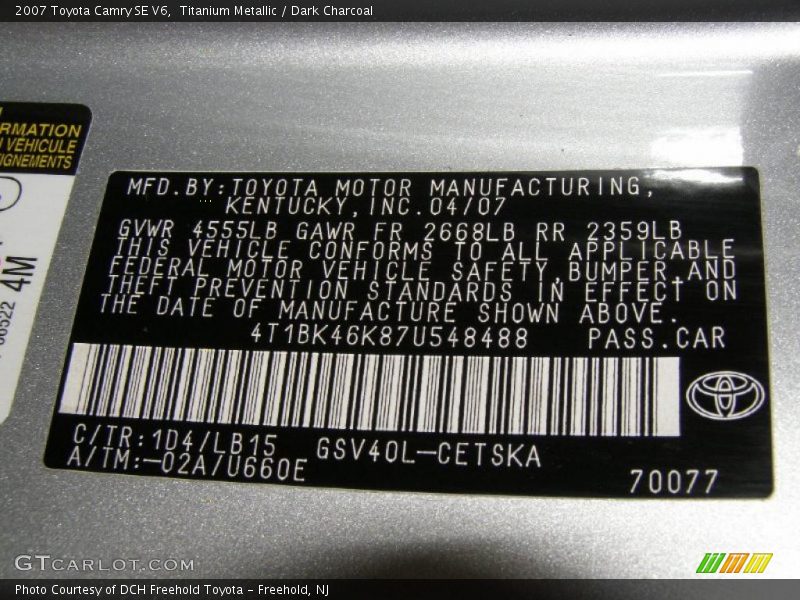 2007 Toyota Camry SE V6,  Titanium Metallic / Dark Charcoal
RMATION
VEHICULE
IGNEMENTS
4M
00522
MFD.BY:TOYOTA MOTOR MANUFACTURING,
KENTUCKY,INC.04/07
GVWR 4555LB GAWR FR 2668LB RR 2359LB
THIS VEHICLE CONFORMS TO ALL APPLICABLE
FEDERAL MOTOR VEHICLE SAFETY,BUMPER,AND
THEFT PREVENTION STANDARDS IN EFFECT ON
THE DATE OF MANUFACTURE SHOWN ABOVE.
4T1BK46K87U548488 PASS.CAR
C/TR:1D4/LB15 GSV40L-CETSKA
A/TM:-02A/U660E
70077
GTCARLOT.COM
Photo Courtesy of DCH Freehold Toyota - Freehold, NJ